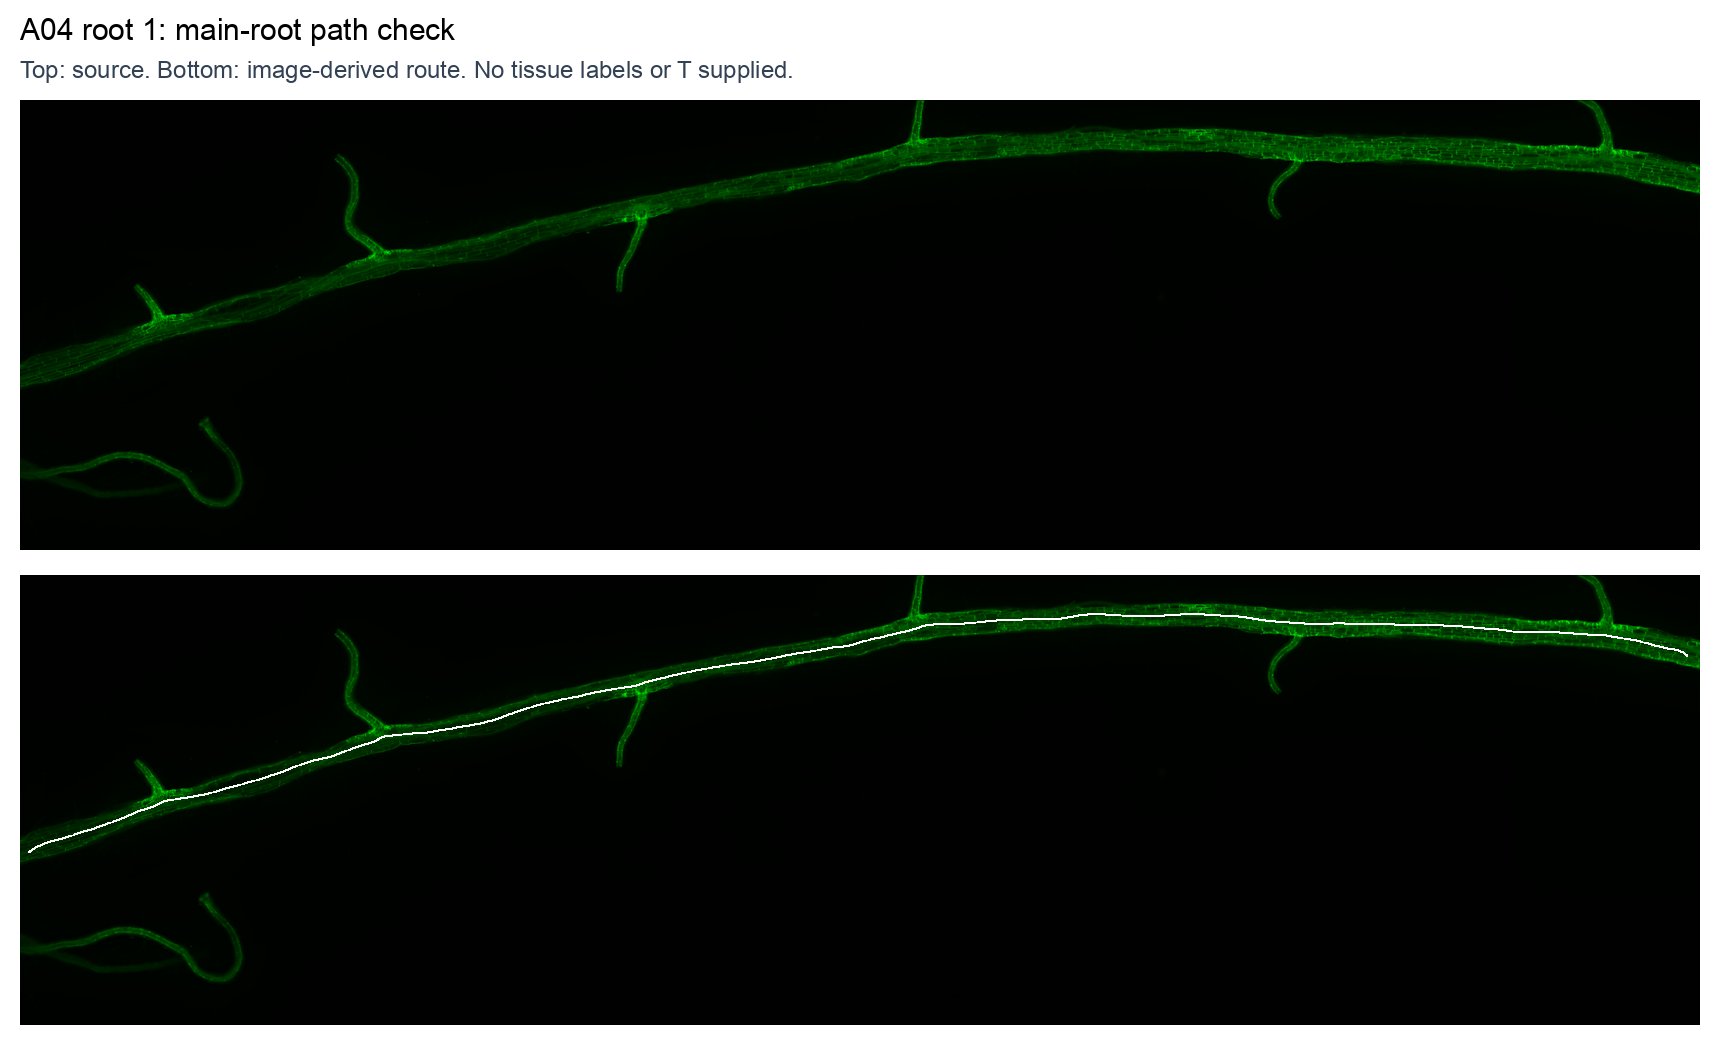 A04 root 1: main-root path check
Top: source. Bottom: image-derived route. No tissue labels or T supplied.